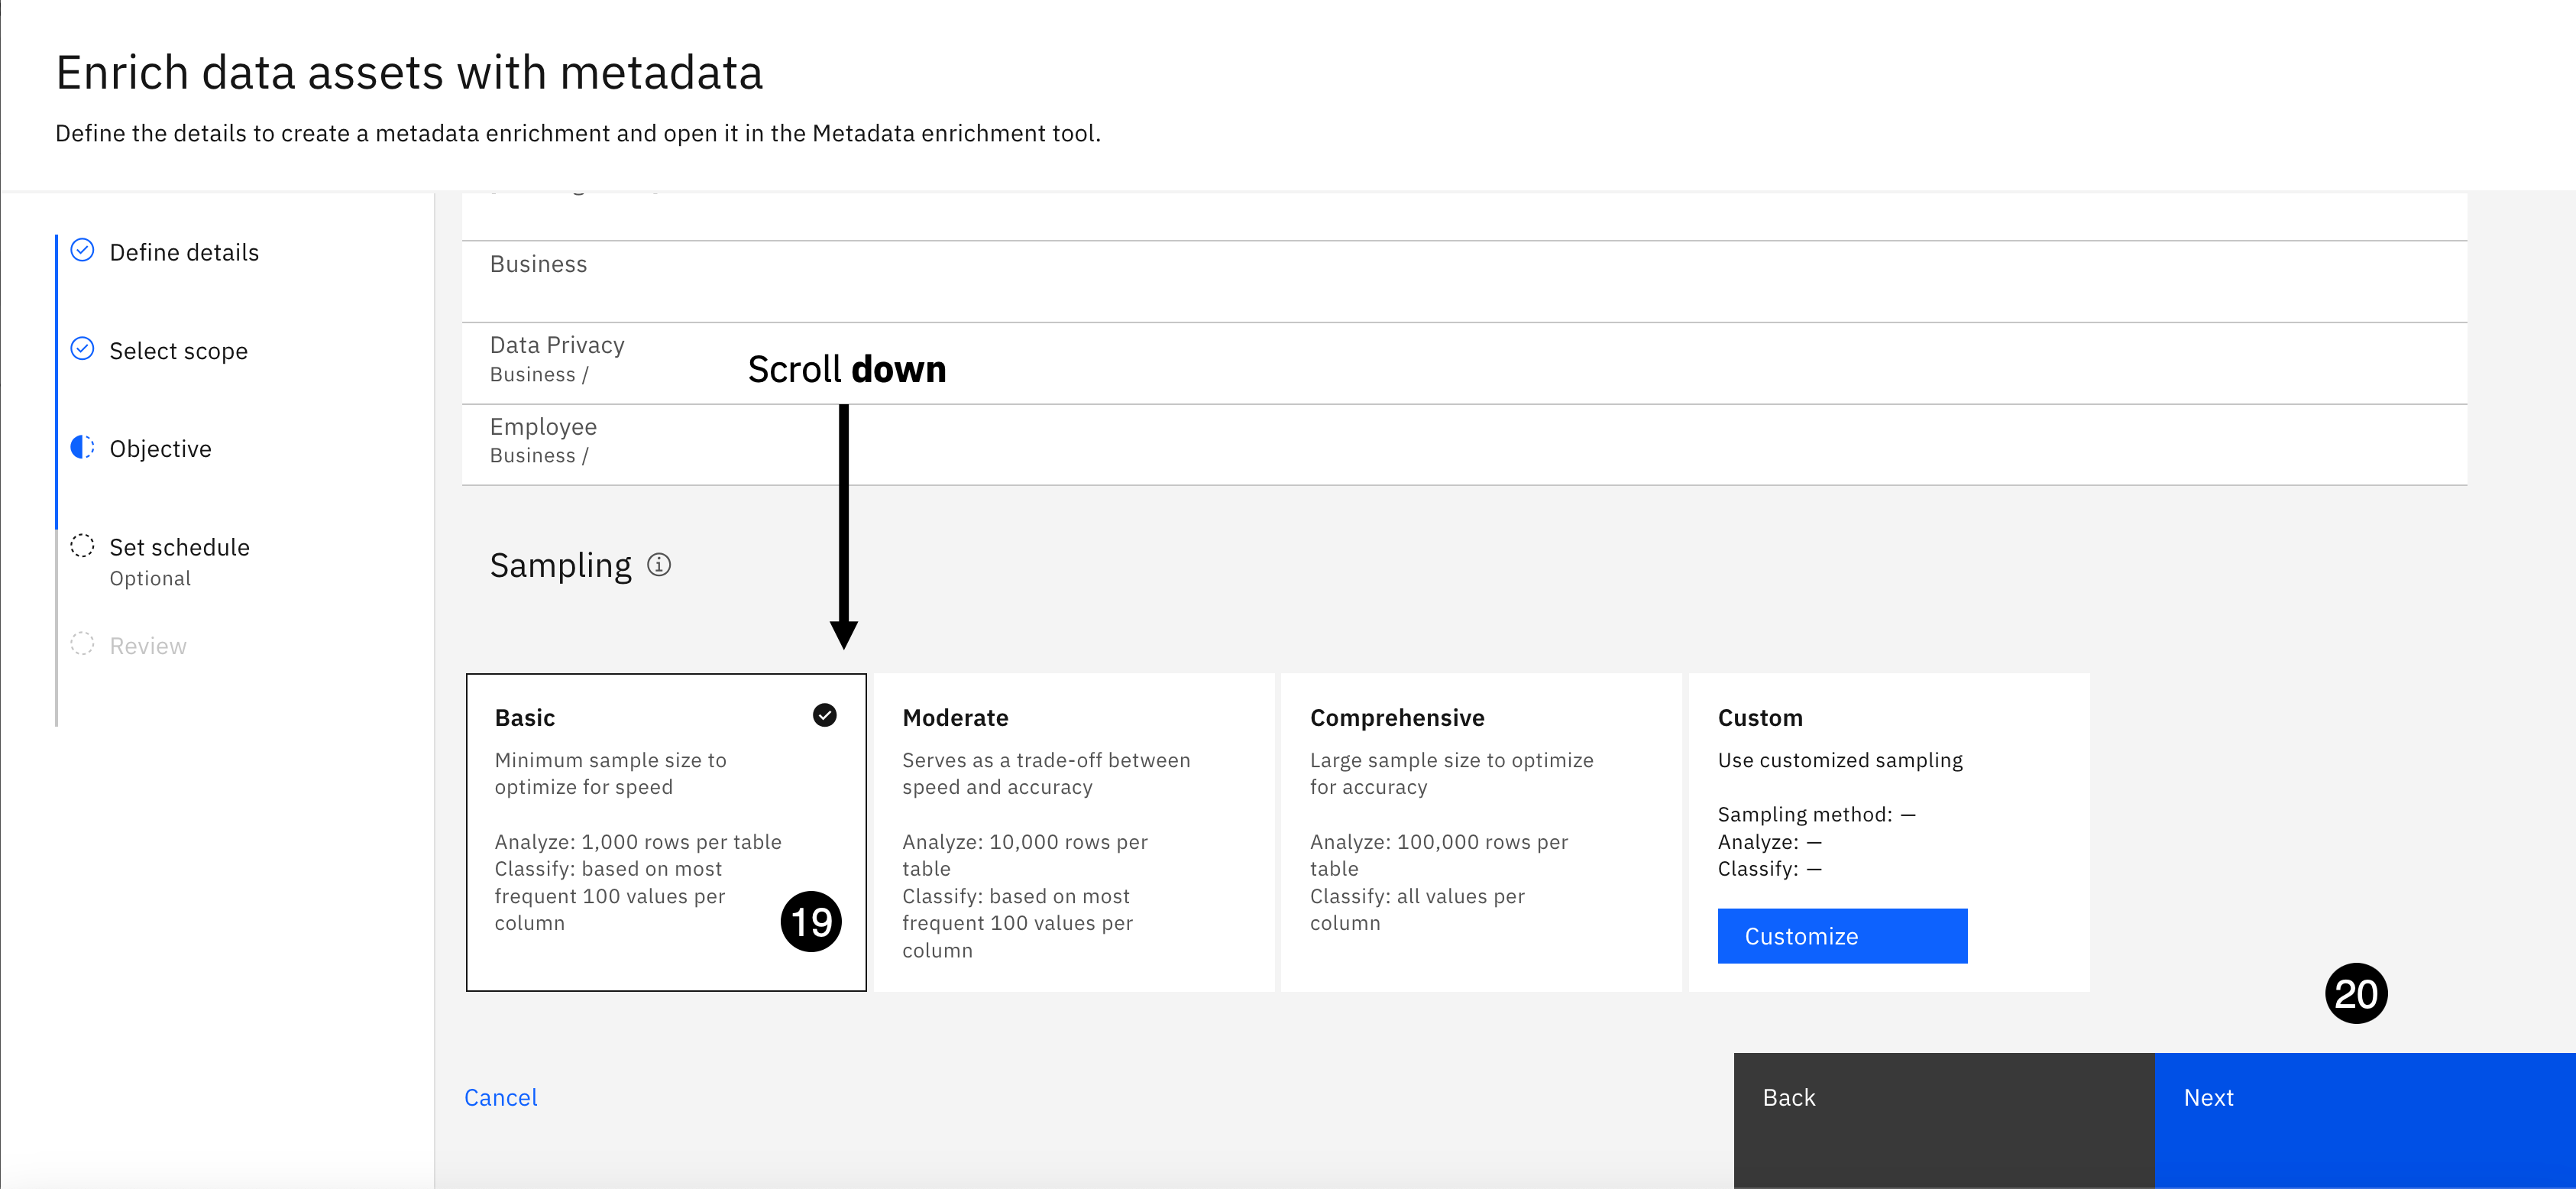 Enrich data assets with metadata
Define the details to create a metadata enrichment and open it in the Metadata enrichment tool.
Define details
Select scope
Objective
Set schedule
Optional
Review
Business
Data Privacy
Business /
Scroll down
Employee
Business /
Sampling
Basic
Minimum sample size to
optimize for speed
Analyze: 1,000 rows per table
Classify: based on most
frequent 100 values per
column
19
Moderate
Serves as a trade-off between
speed and accuracy
Analyze: 10,000 rows per
table
Classify: based on most
frequent 100 values per
column
Comprehensive
Large sample size to optimize
for accuracy
Analyze: 100,000 rows per
table
Classify: all values per
column
Custom
Use customized sampling
Sampling method: —
Analyze: —
Classify: —
Customize
20
Cancel
Back
Next